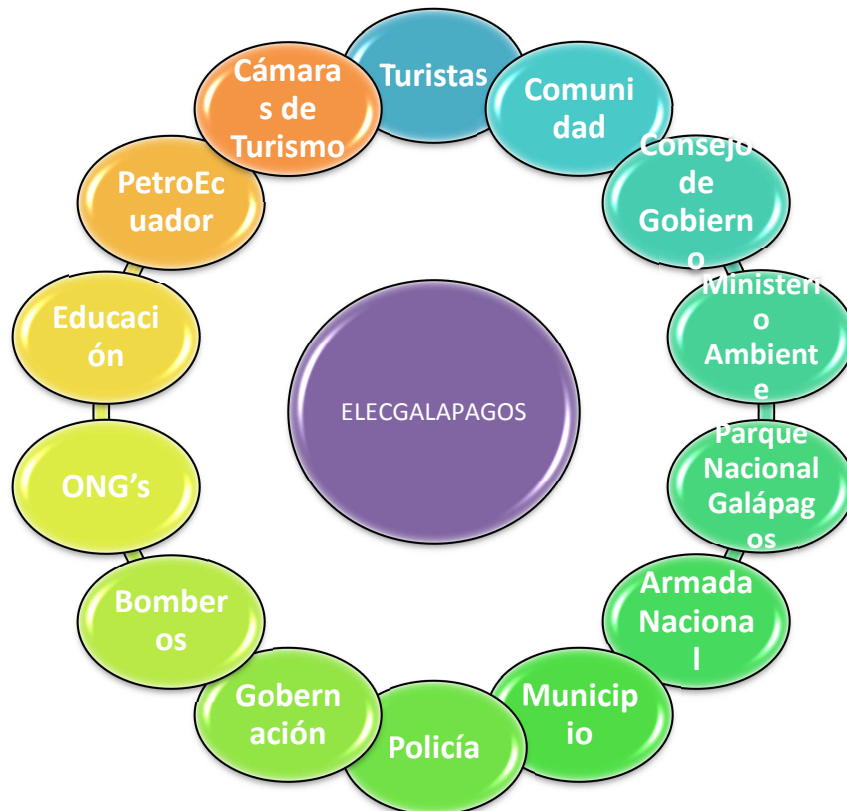 Turistas
Comuni
dad
Consejo
de
Gobiern
o
Ministeri
o
Ambient
e
Parque
Nacional
Galápag
os
Armada
Naciona
l
Municip
io
Policía
Gobern
ación
Bomber
os
ONG's
Educaci
ón
PetroEc
uador
Cámara
s de
Turismo
ELECGALAPAGOS